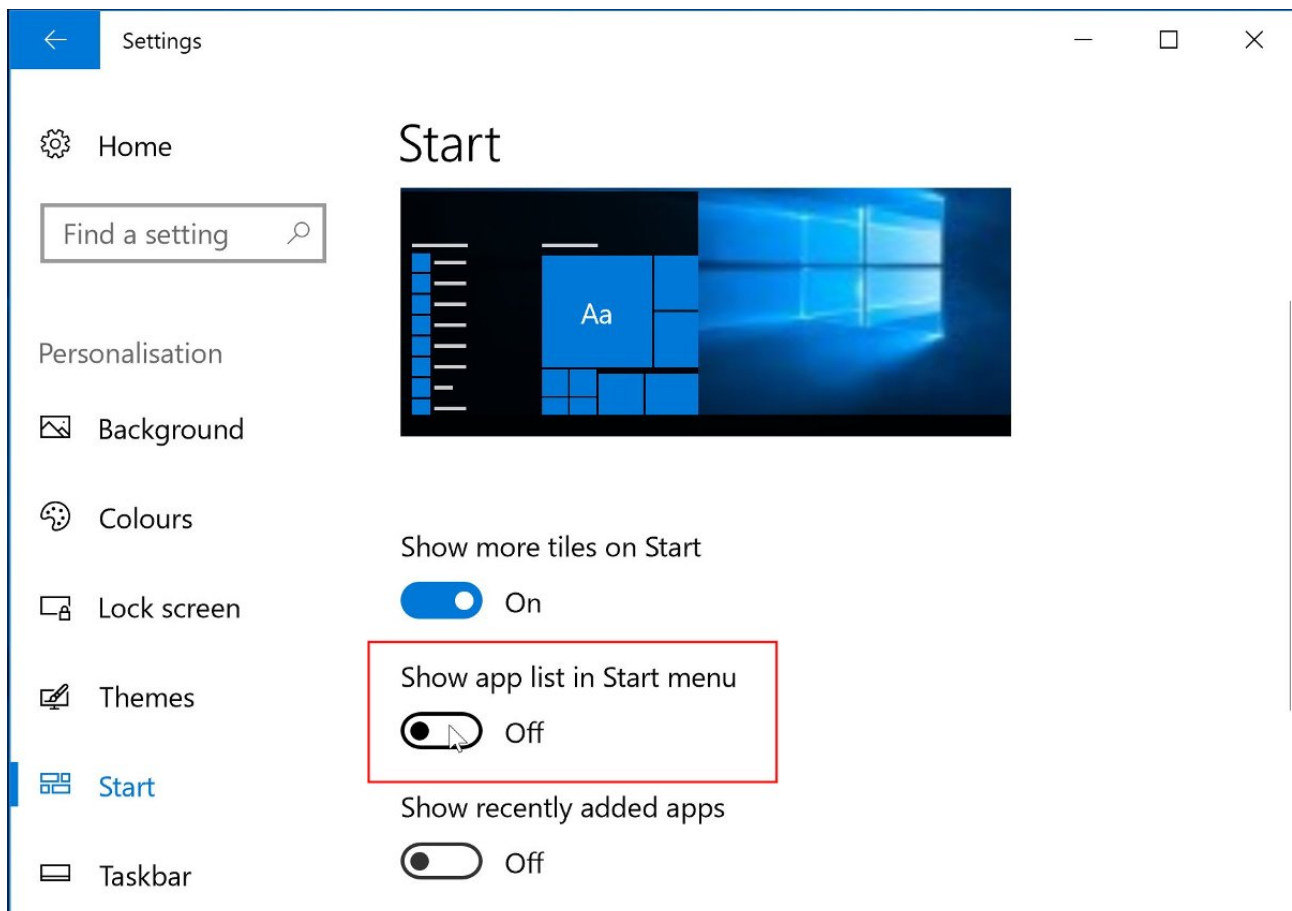 Settings
Home
Find a setting
Personalisation
Background
Colours
Lock screen
Themes
Start
Taskbar
Start
Aa
Show more tiles on Start
On
Show app list in Start menu
Off
Show recently added apps
Off